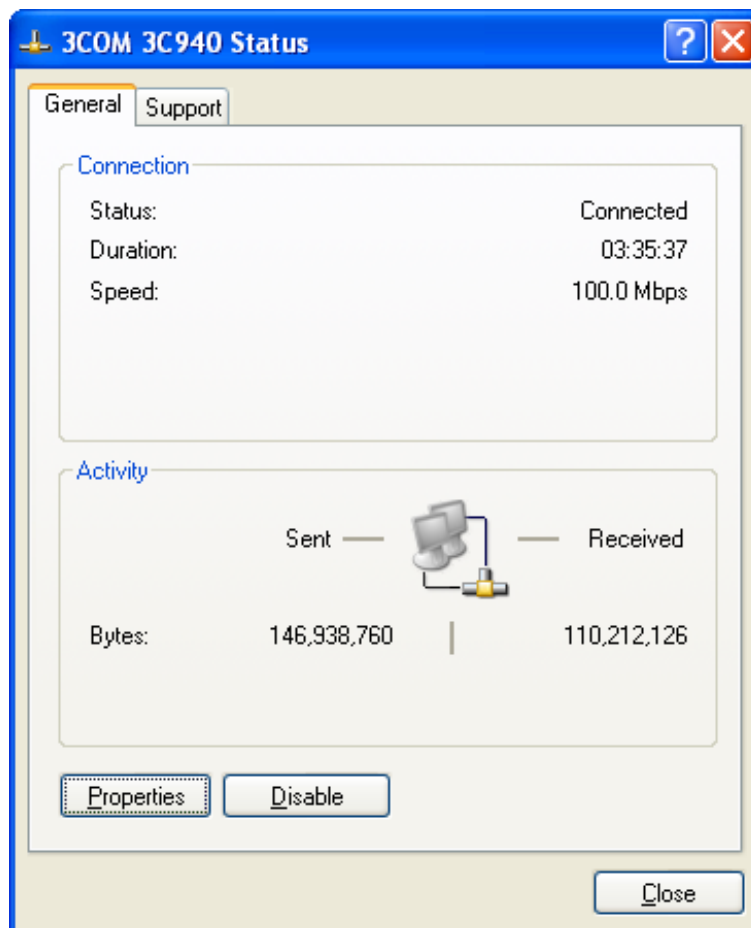 3COM 3C940 Status
?
General Support
Connection
Status: Connected
Duration: 03:35:37
Speed: 100.0 Mbps
Activity
Sent Received
Bytes: 146,938,760 110,212,126
Properties Disable
Close